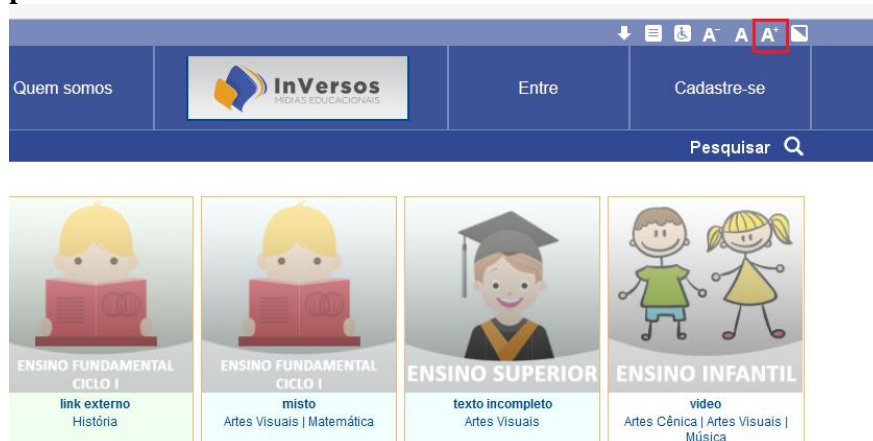 A- A A+
Quem somos
InVersos
MÍDIAS EDUCACIONAIS
Entre
Cadastre-se
Pesquisar
ENSINO FUNDAMENTAL
CICLO I
link externo
História
ENSINO FUNDAMENTAL
CICLO I
misto
Artes Visuais | Matemática
ENSINO SUPERIOR
texto incompleto
Artes Visuais
ENSINO INFANTIL
video
Artes Cênica | Artes Visuais |
Música